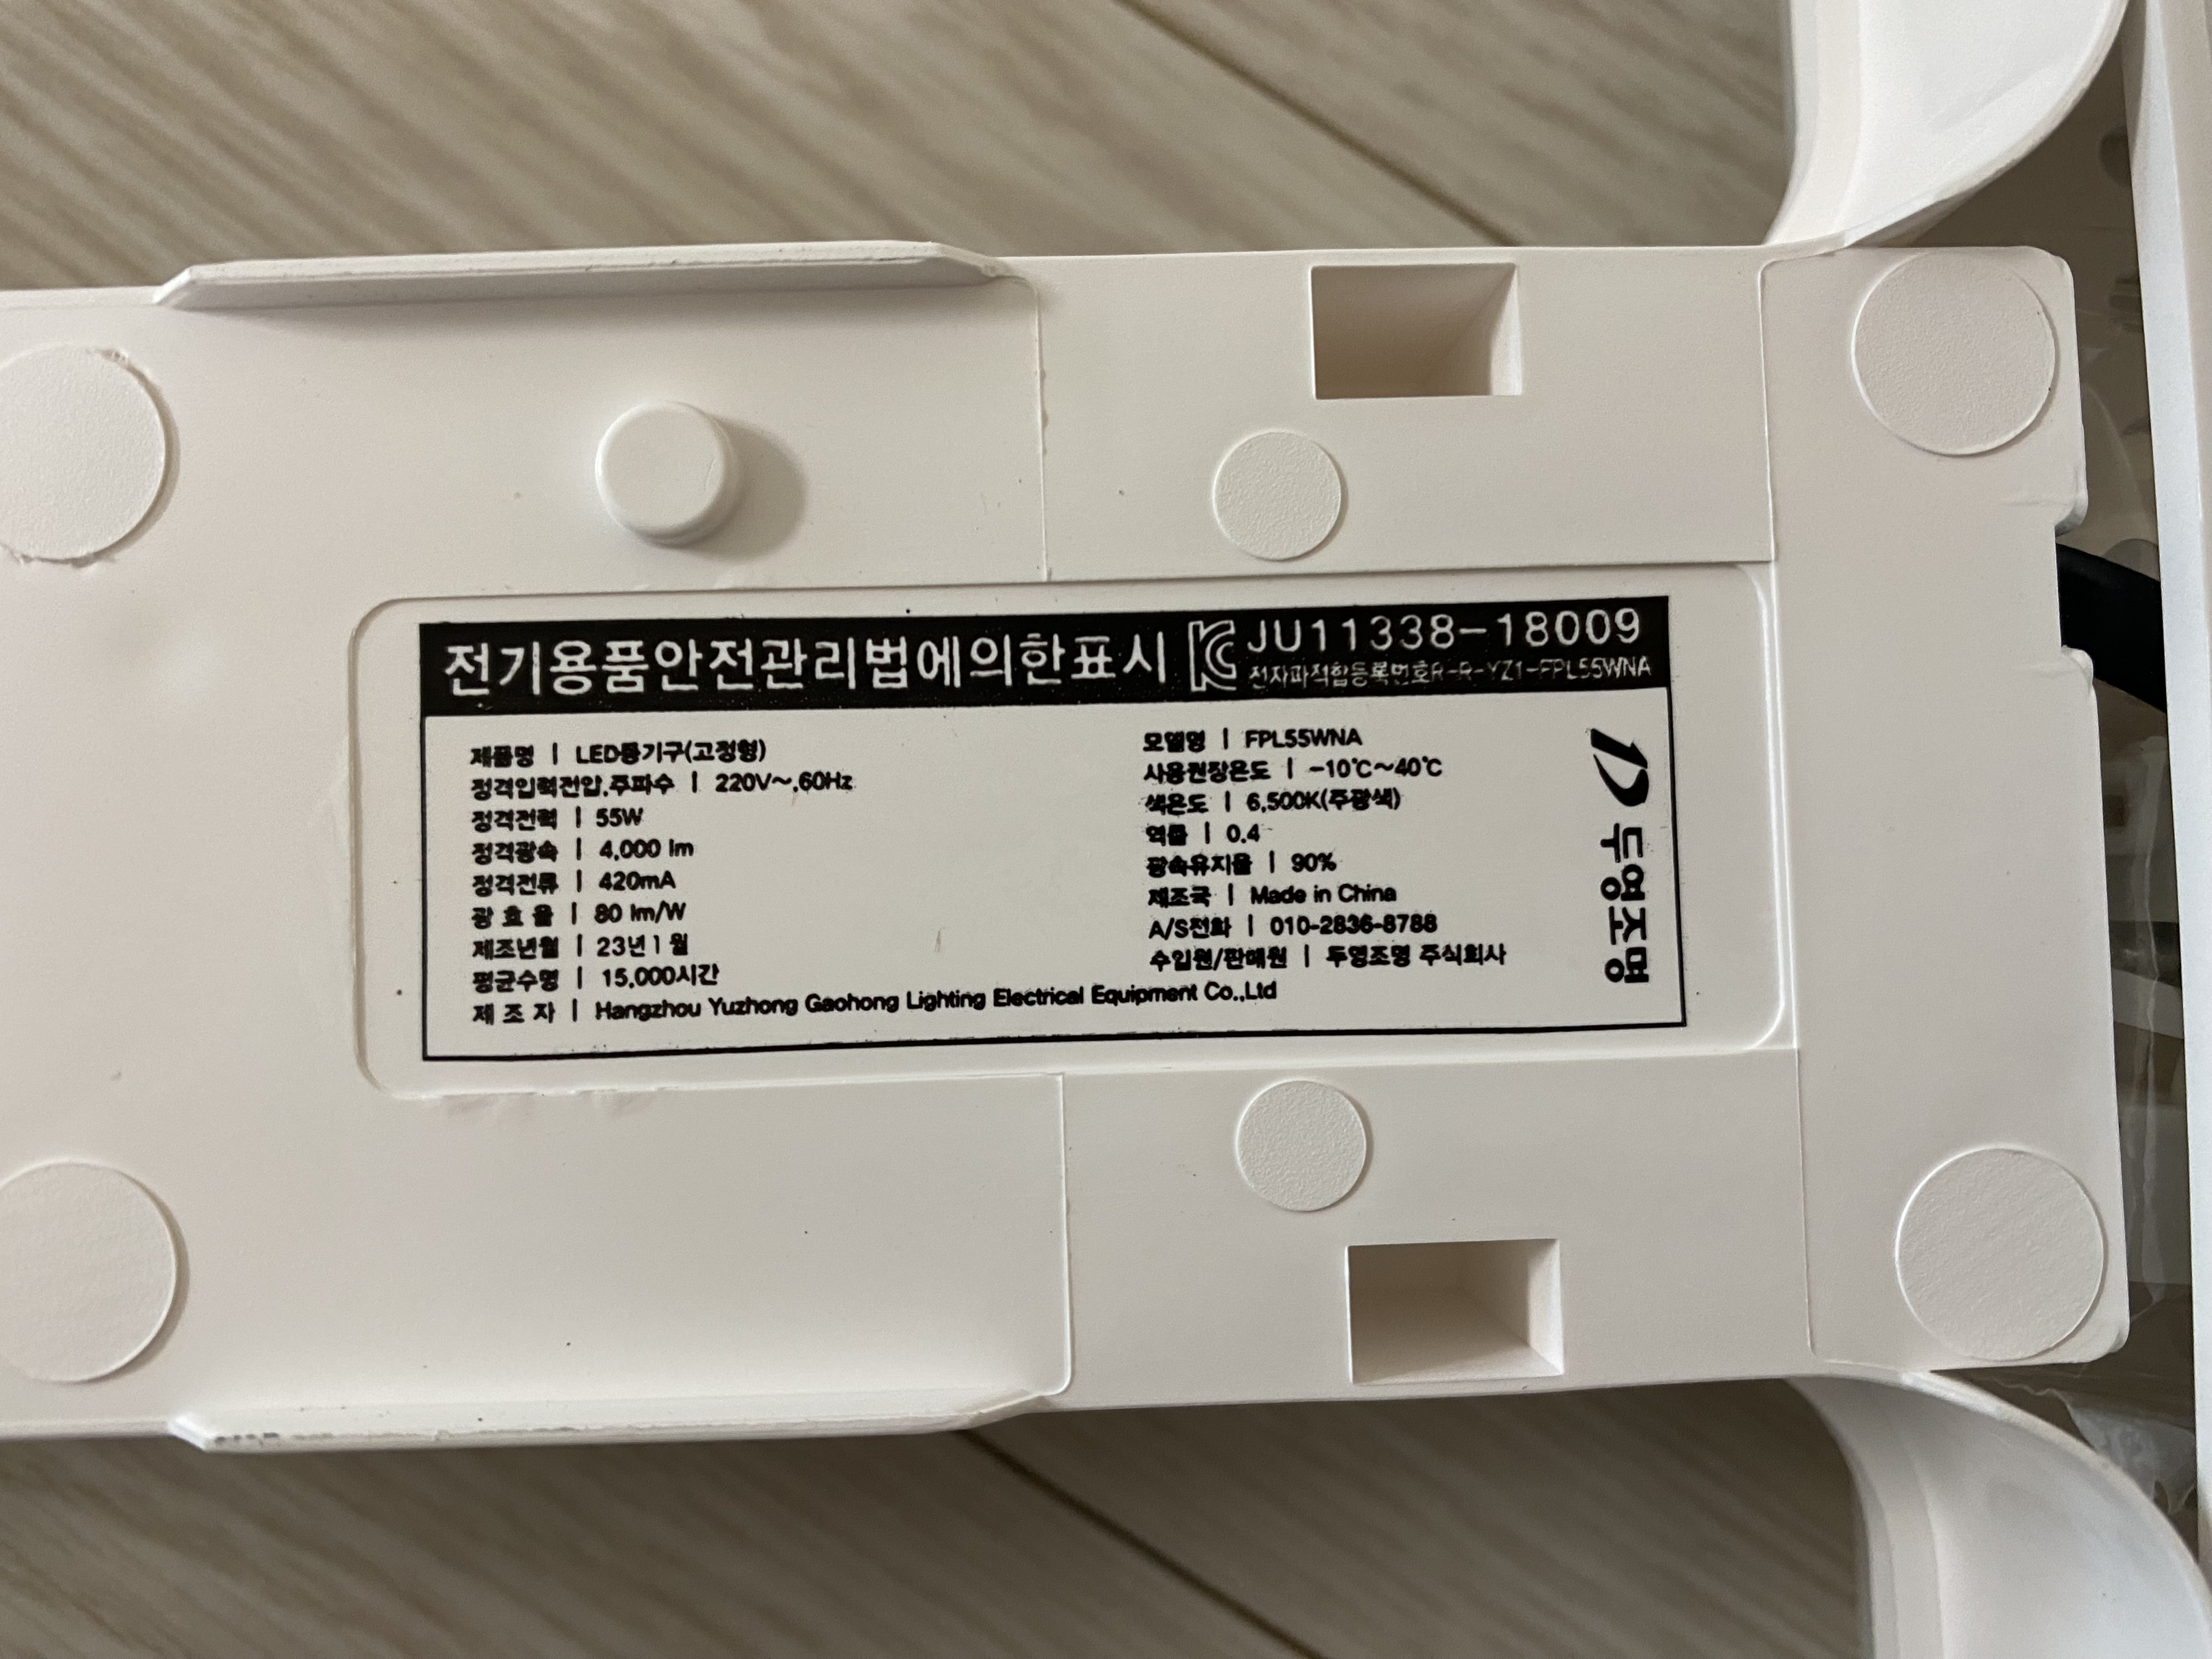 전기용품안전관리법에의한표시 KC JU11338-18009
전자파적합등록번호R-R-YZ1-FPL55WNA
제품명 | LED등기구(고정형)
정격입력전압.주파수 | 220V~,60Hz
정격전력 | 55W
정격광속 | 4,000 lm
정격전류 | 420mA
광 효 율 | 80 lm/W
제조년월 | 23년1월
평균수명 | 15,000시간
제 조 자 | Hangzhou Yuzhong Gaohong Lighting Electrical Equipment Co.,Ltd
모델명 | FPL55WNA
사용권장온도 | -10℃~40℃
색온도 | 6,500K(주광색)
역률 | 0.4
광속유지율 | 90%
제조국 | Made in China
A/S전화 | 010-2836-8788
수입원/판매원 | 두영조명 주식회사
두영조명